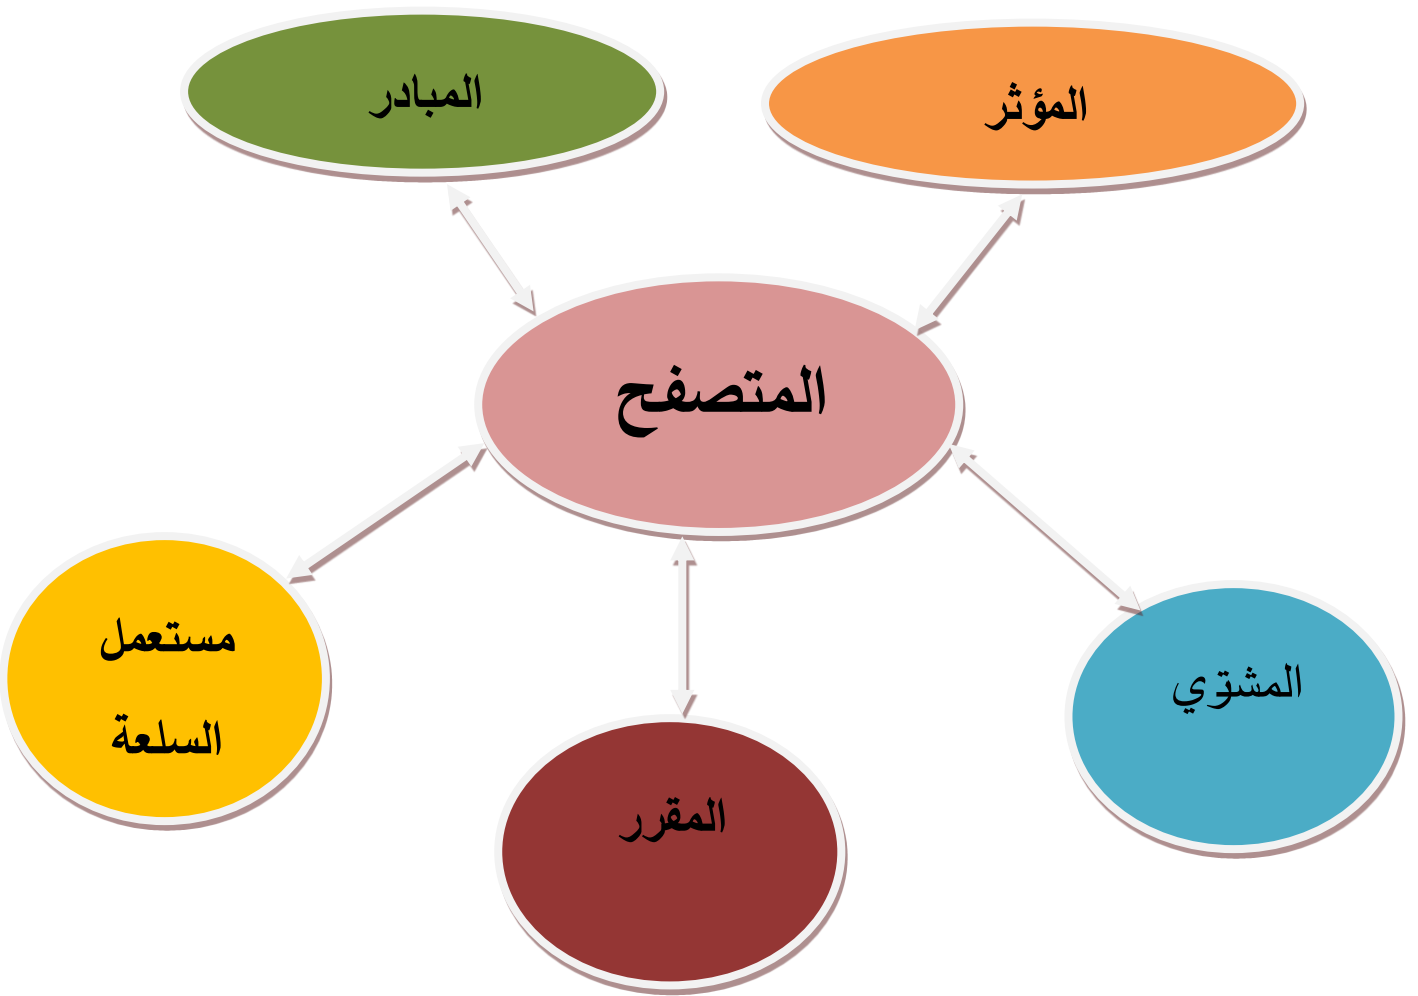 المؤثر
المبادر
المتصفح
المشتري
مستعمل
السلعة
المقرر